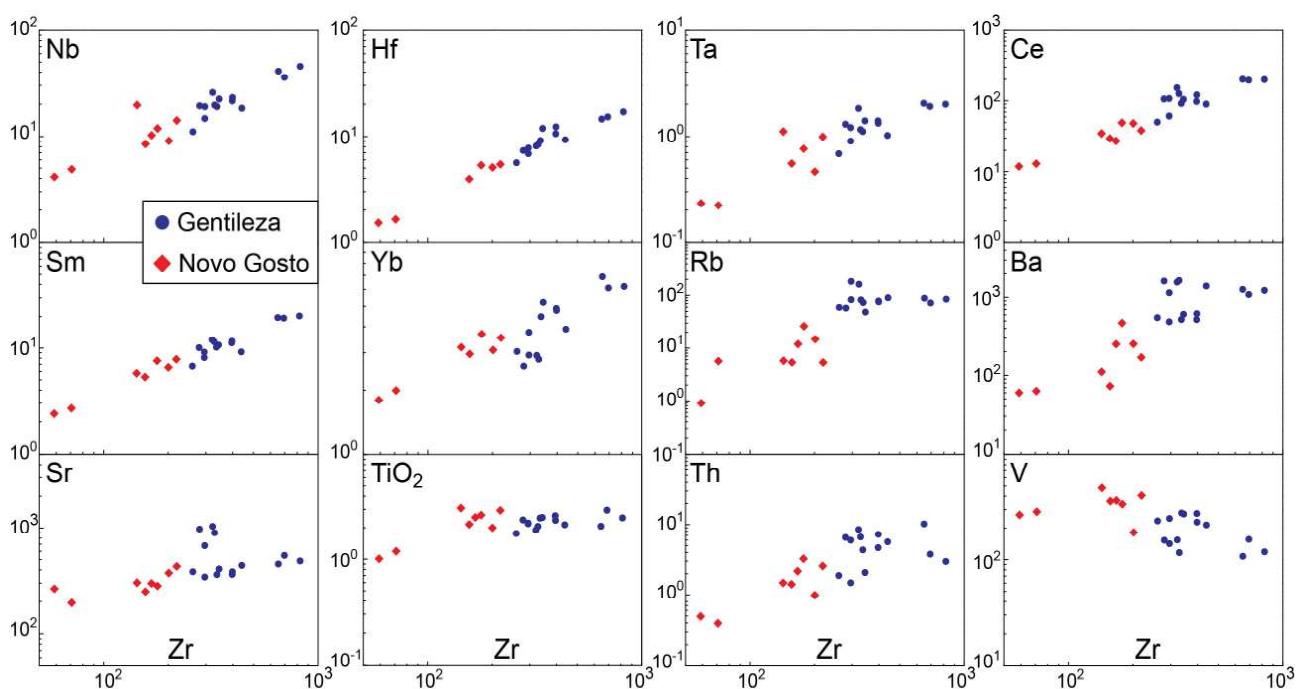 10² Nb 10¹ 10⁰
10² Hf 10¹ 10⁰
10¹ Ta 10⁰ 10⁻¹
10³ Ce 10² 10¹ 10⁰
Gentileza
Novo Gosto
Sm 10¹ 10⁰
Yb 10⁰
Rb 10² 10¹ 10⁰ 10⁻¹
Ba 10³ 10² 10¹
Sr 10³ 10² Zr 10² 10³
TiO₂ 10⁰ 10⁻¹ Zr 10² 10³
Th 10¹ 10⁰ 10⁻¹ Zr 10² 10³
V 10² 10¹ Zr 10² 10³